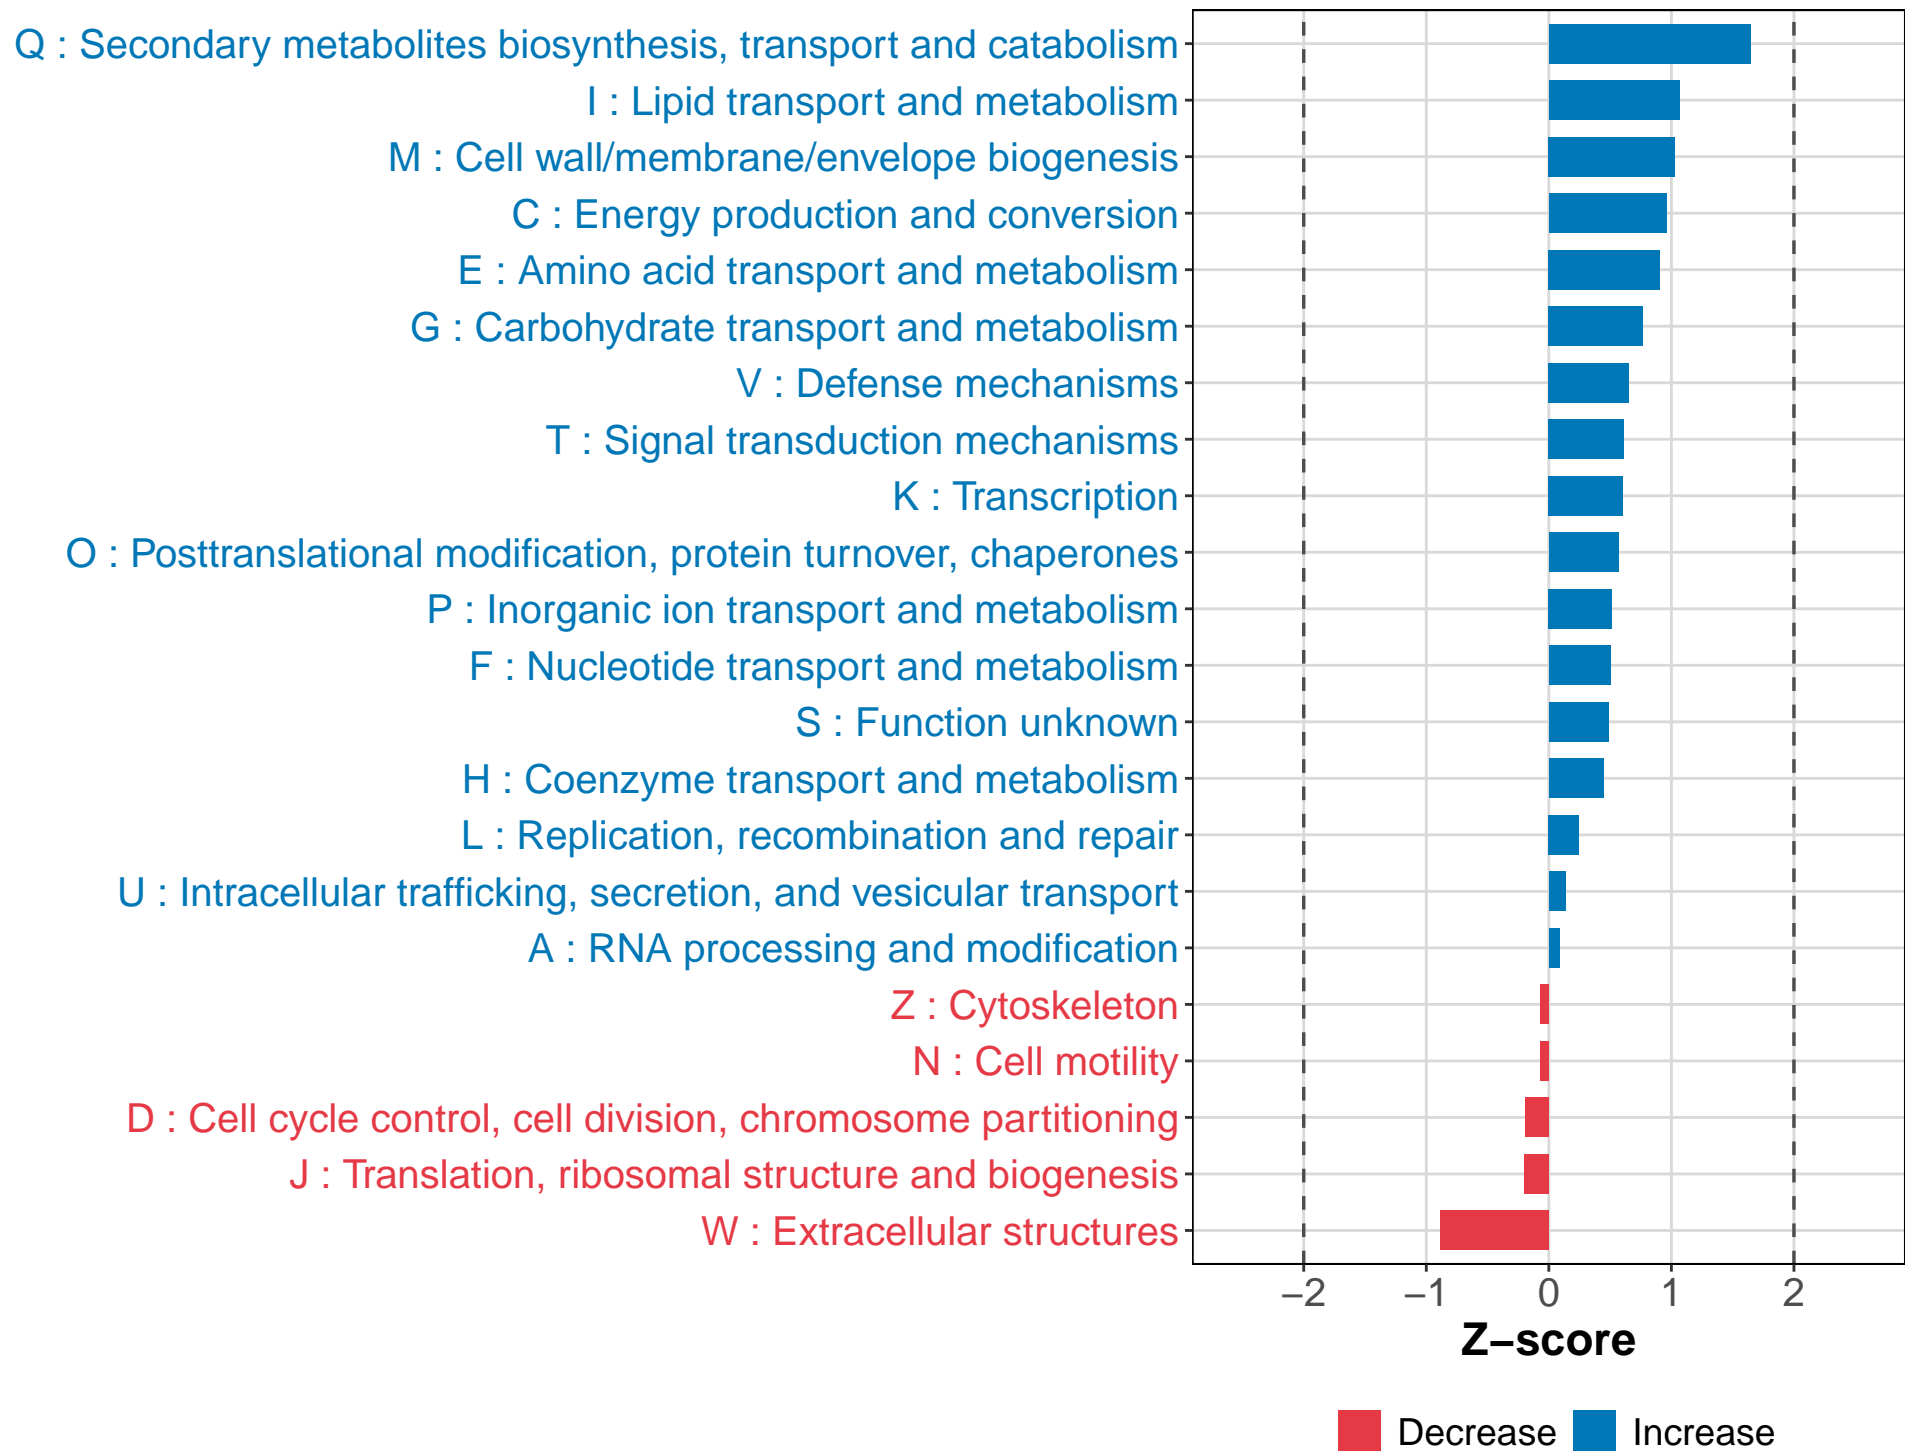 Q : Secondary metabolites biosynthesis, transport and catabolism
I : Lipid transport and metabolism
M : Cell wall/membrane/envelope biogenesis
C : Energy production and conversion
E : Amino acid transport and metabolism
G : Carbohydrate transport and metabolism
V : Defense mechanisms
T : Signal transduction mechanisms
K : Transcription
O : Posttranslational modification, protein turnover, chaperones
P : Inorganic ion transport and metabolism
F : Nucleotide transport and metabolism
S : Function unknown
H : Coenzyme transport and metabolism
L : Replication, recombination and repair
U : Intracellular trafficking, secretion, and vesicular transport
A : RNA processing and modification
Z : Cytoskeleton
N : Cell motility
D : Cell cycle control, cell division, chromosome partitioning
J : Translation, ribosomal structure and biogenesis
W : Extracellular structures
−2 −1 0 1 2
Z−score
Decrease Increase